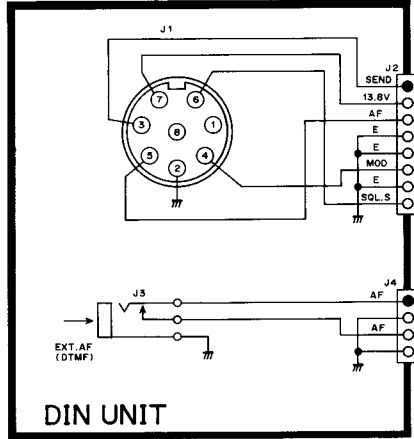 J1
J2
SEND
13.8V
AF
E
E
MOD
E
SQL.S
7
6
3
8
1
5
4
2
J4
AF
J3
AF
EXT.AF
(DTMF)
DIN UNIT